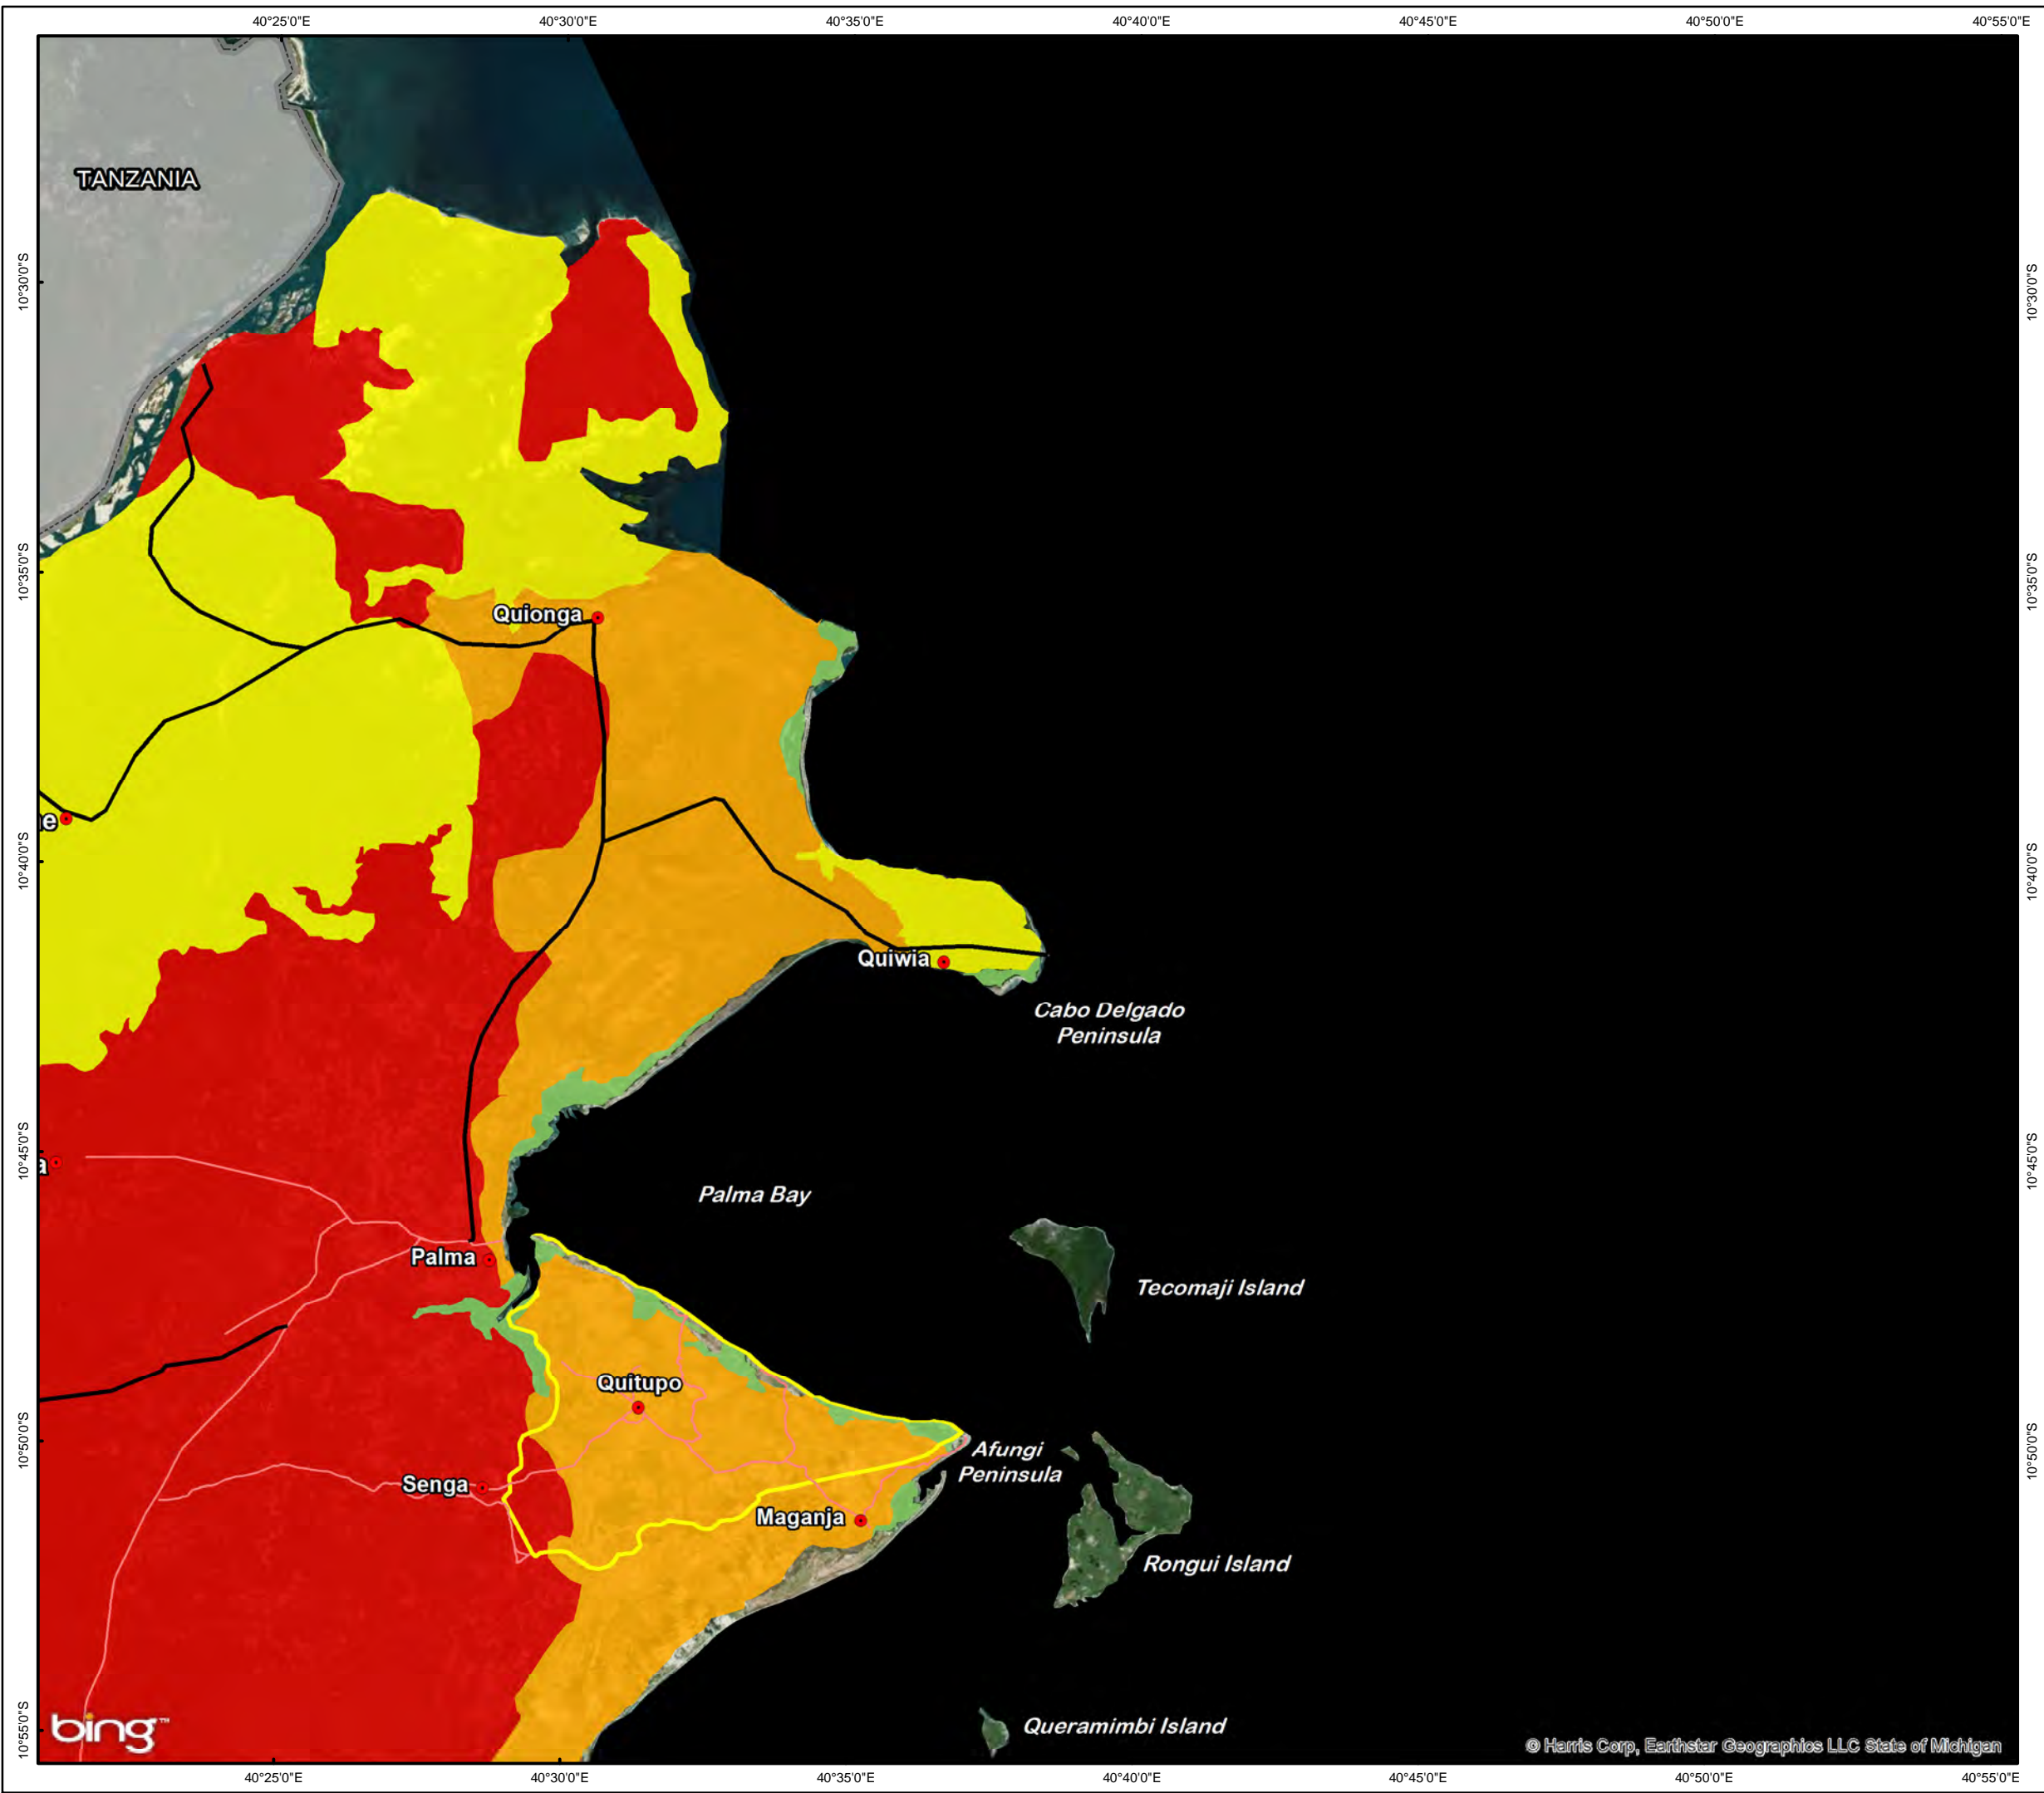 40°25'0"E 40°30'0"E 40°35'0"E 40°40'0"E 40°45'0"E 40°50'0"E 40°55'0"E
TANZANIA
10°30'0"S 10°30'0"S
10°35'0"S 10°35'0"S
Quionga
e
10°40'0"S 10°40'0"S
Quiwia
Cabo Delgado
Peninsula
10°45'0"S 10°45'0"S
a
Palma Bay
Palma
Tecomaji Island
Quitupo
10°50'0"S 10°50'0"S
Afungi
Peninsula
Senga
Maganja
Rongui Island
10°55'0"S
Queramimbi Island
bing™
© Harris Corp, Earthstar Geographics LLC State of Michigan
40°25'0"E 40°30'0"E 40°35'0"E 40°40'0"E 40°45'0"E 40°50'0"E 40°55'0"E